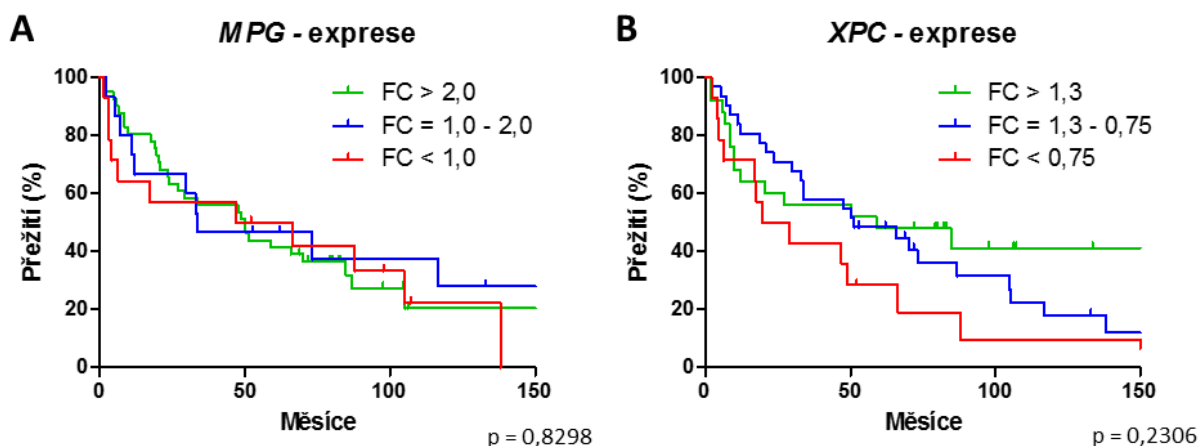 A
MPG - exprese
Přežití (%)
100
80
60
40
20
0
FC > 2,0
FC = 1,0 - 2,0
FC < 1,0
0 50 100 150
Měsíce
p = 0,8298
B
XPC - exprese
Přežití (%)
100
80
60
40
20
0
FC > 1,3
FC = 1,3 - 0,75
FC < 0,75
0 50 100 150
Měsíce
p = 0,2306